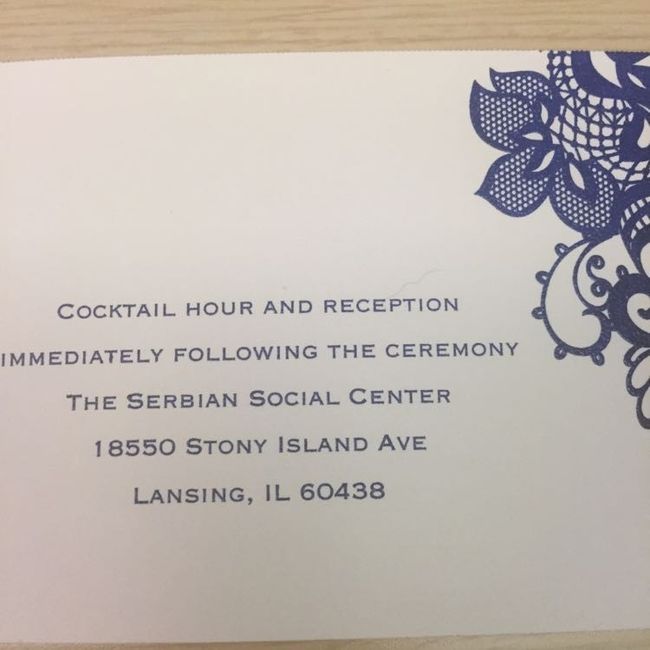 Cocktail hour and reception
immediately following the ceremony
The Serbian Social Center
18550 Stony Island Ave
Lansing, IL 60438